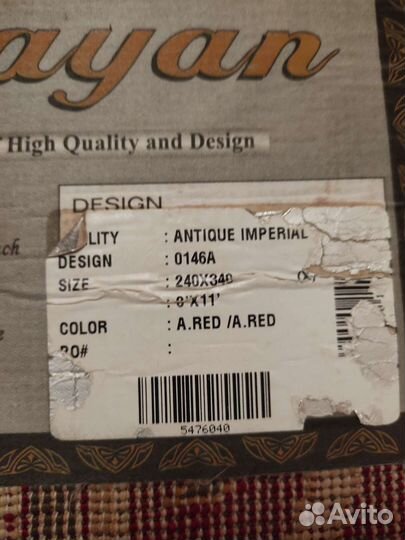 ayan
High Quality and Design
DESIGN
LITY : ANTIQUE IMPERIAL
DESIGN : 0146A
SIZE : 240X340
8'X11'
COLOR : A.RED /A.RED
PO# :
5476040
Avito